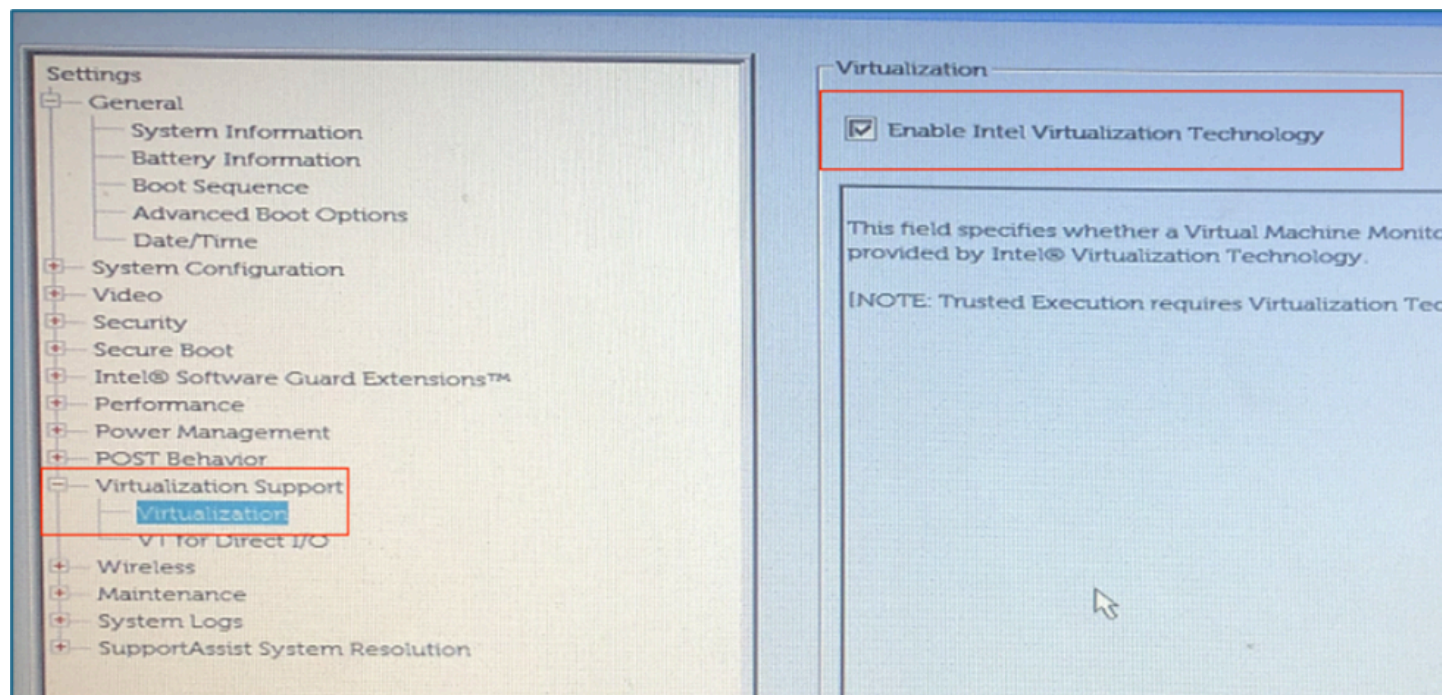 Settings
General
System Information
Battery Information
Boot Sequence
Advanced Boot Options
Date/Time
System Configuration
Video
Security
Secure Boot
Intel® Software Guard Extensions™
Performance
Power Management
POST Behavior
Virtualization Support
Virtualization
VT for Direct I/O
Wireless
Maintenance
System Logs
SupportAssist System Resolution
Virtualization
Enable Intel Virtualization Technology
This field specifies whether a Virtual Machine Monito
provided by Intel® Virtualization Technology.
[NOTE: Trusted Execution requires Virtualization Tec